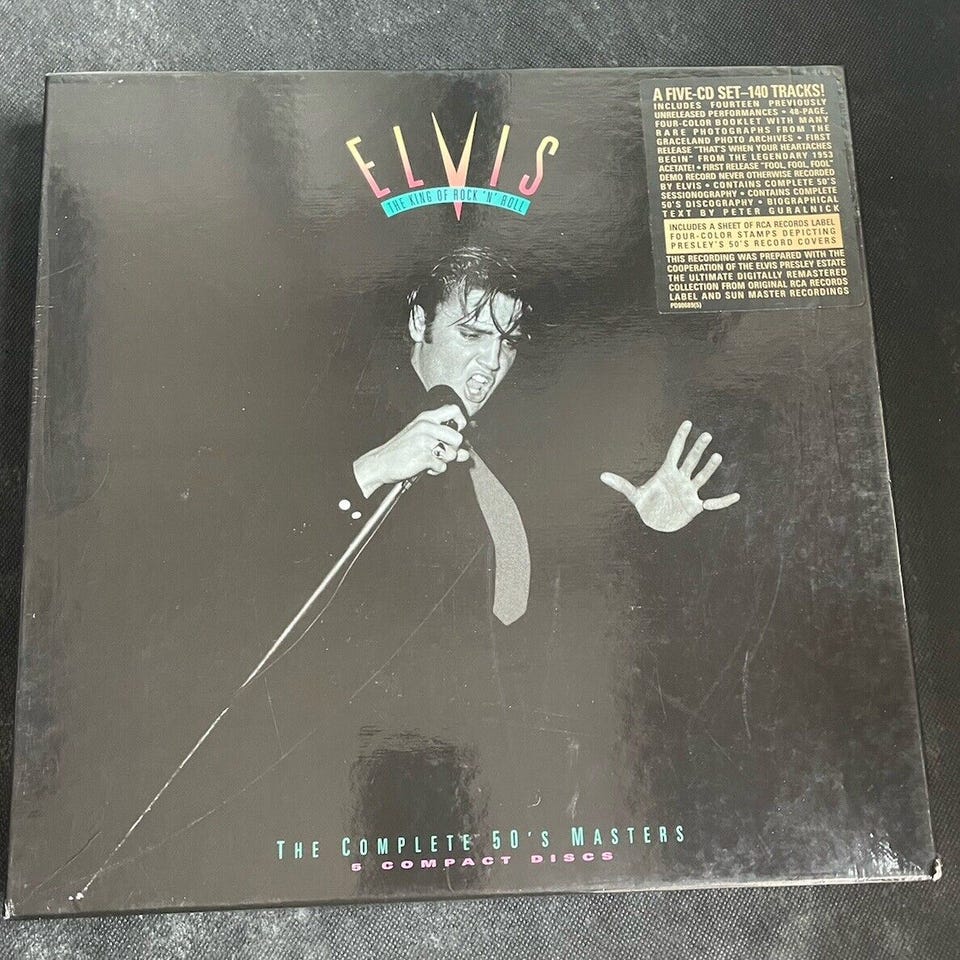 ELVIS
THE KING OF ROCK 'N' ROLL
A FIVE-CD SET–140 TRACKS!
INCLUDES FOURTEEN PREVIOUSLY
UNRELEASED PERFORMANCES • 48-PAGE,
FOUR-COLOR BOOKLET WITH MANY
RARE PHOTOGRAPHS FROM THE
GRACELAND PHOTO ARCHIVES • FIRST
RELEASE "THAT'S WHEN YOUR HEARTACHES
BEGIN" FROM THE LEGENDARY 1953
ACETATE! • FIRST RELEASE "FOOL, FOOL, FOOL"
DEMO RECORD NEVER OTHERWISE RECORDED
BY ELVIS • CONTAINS COMPLETE 50'S
SESSIONOGRAPHY • CONTAINS COMPLETE
50'S DISCOGRAPHY • BIOGRAPHICAL
TEXT BY PETER GURALNICK
INCLUDES A SHEET OF RCA RECORDS LABEL
FOUR-COLOR STAMPS DEPICTING
PRESLEY'S 50'S RECORD COVERS
THIS RECORDING WAS PREPARED WITH THE
COOPERATION OF THE ELVIS PRESLEY ESTATE
THE ULTIMATE DIGITALLY REMASTERED
COLLECTION FROM ORIGINAL RCA RECORDS
LABEL AND SUN MASTER RECORDINGS
PD90689(5)
THE COMPLETE 50'S MASTERS
5 COMPACT DISCS